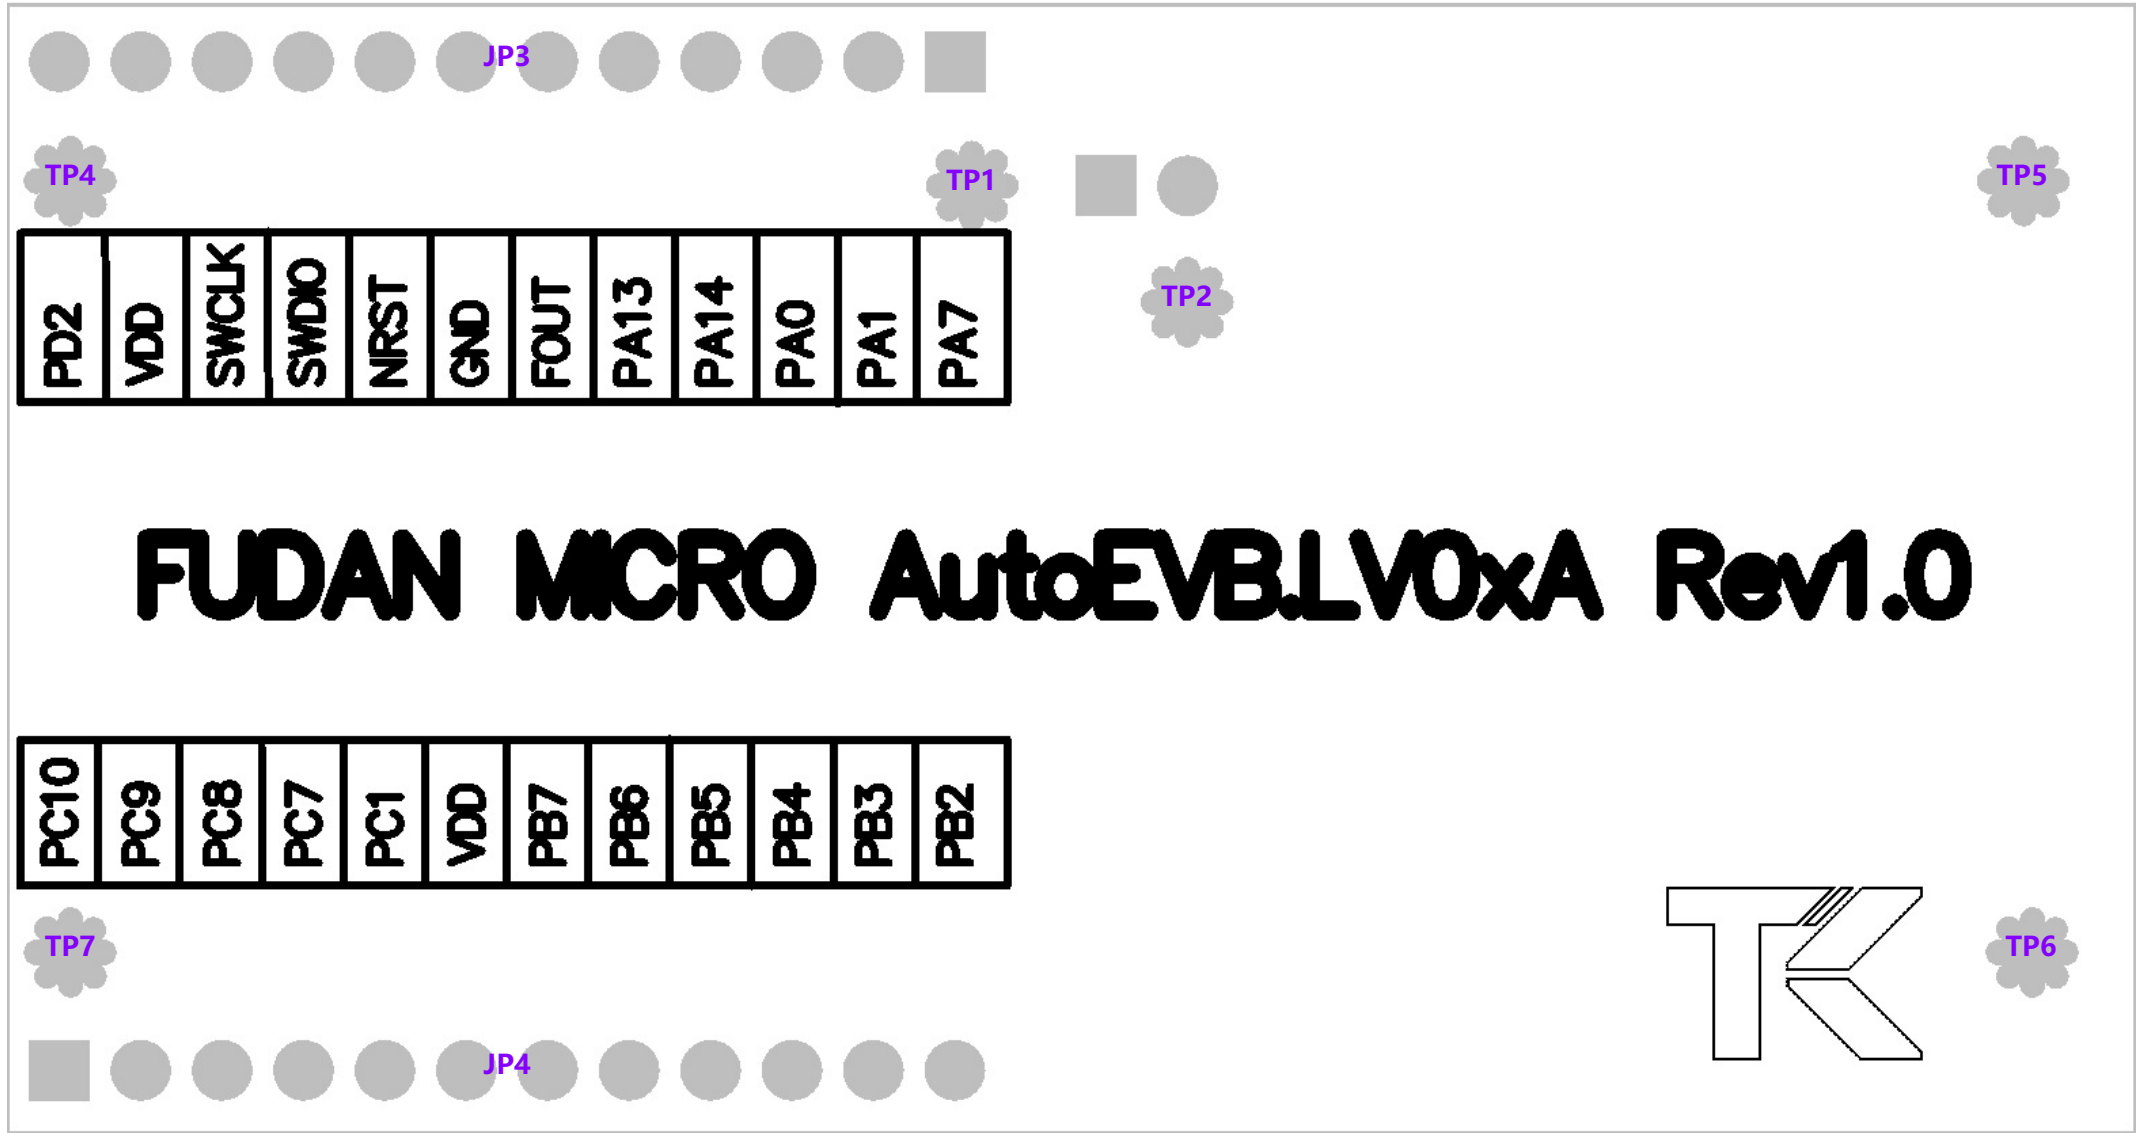 JP3
TP4
TP1
TP5
TP2
PD2
VDD
SWCLK
SWDIO
NRST
GND
FOUT
PA13
PA14
PA0
PA1
PA7
FUDAN MICRO AutoEVB.LV0xA Rev1.0
PC10
PC9
PC8
PC7
PC1
VDD
PB7
PB6
PB5
PB4
PB3
PB2
TK
TP7
TP6
JP4